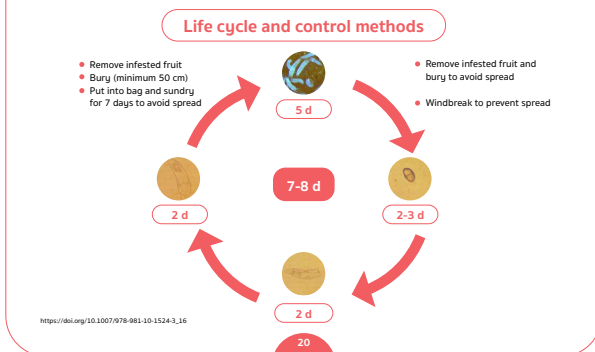 Life cycle and control methods
Remove infested fruit
Bury (minimum 50 cm)
Put into bag and sundry
for 7 days to avoid spread
Remove infested fruit and
bury to avoid spread
Windbreak to prevent spread
5 d
7-8 d
2 d
2-3 d
2 d
https://doi.org/10.1007/978-981-10-1524-3_16
20